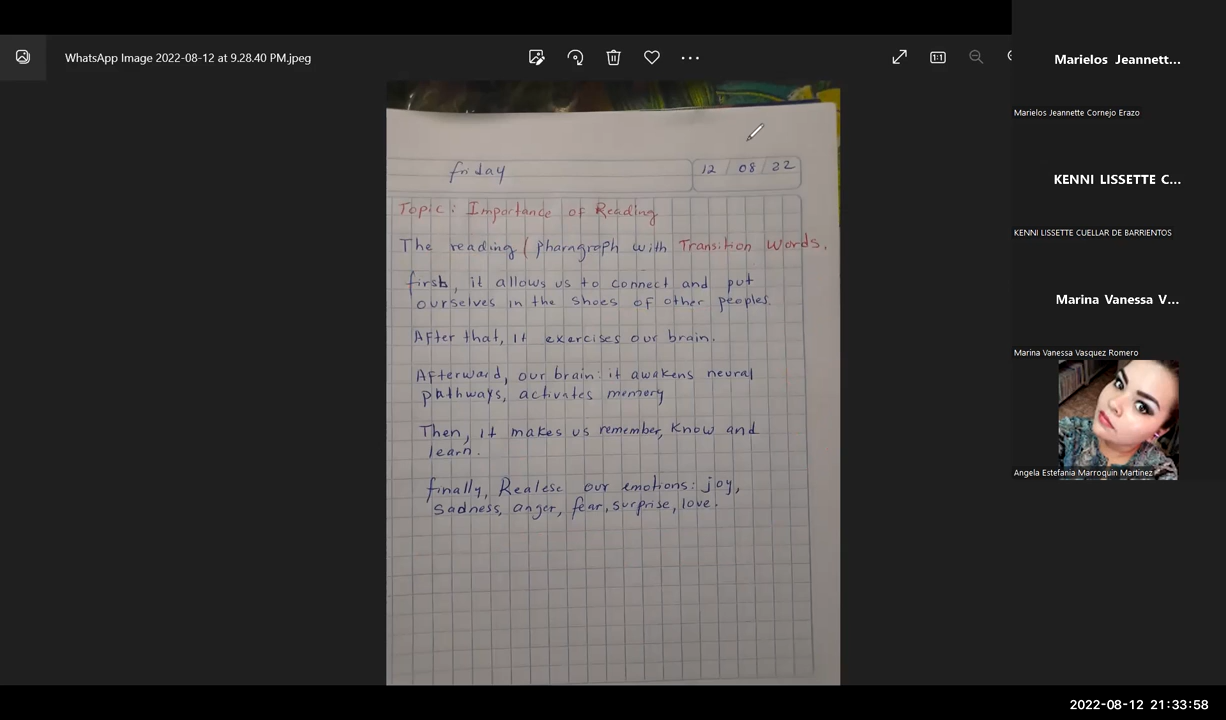 WhatsApp Image 2022-08-12 at 9.28.40 PM.jpeg
1:1
friday
12 / 08 / 22
Topic: Importance of Reading
The reading / pharagraph with Transition Words.
first, it allows us to connect and put
ourselves in the shoes of other peoples.
After that, it exercises our brain.
Afterward, our brain: it awakens neural
pathways, activates memory
Then, it makes us remember, know and
learn.
finally, Realese our emotions: joy,
sadness, anger, fear, surprise, love.
Marielos Jeannett...
Marielos Jeannette Cornejo Erazo
KENNI LISSETTE C...
KENNI LISSETTE CUELLAR DE BARRIENTOS
Marina Vanessa V...
Marina Vanessa Vasquez Romero
Angela Estefania Marroquin Martinez
2022-08-12 21:33:58